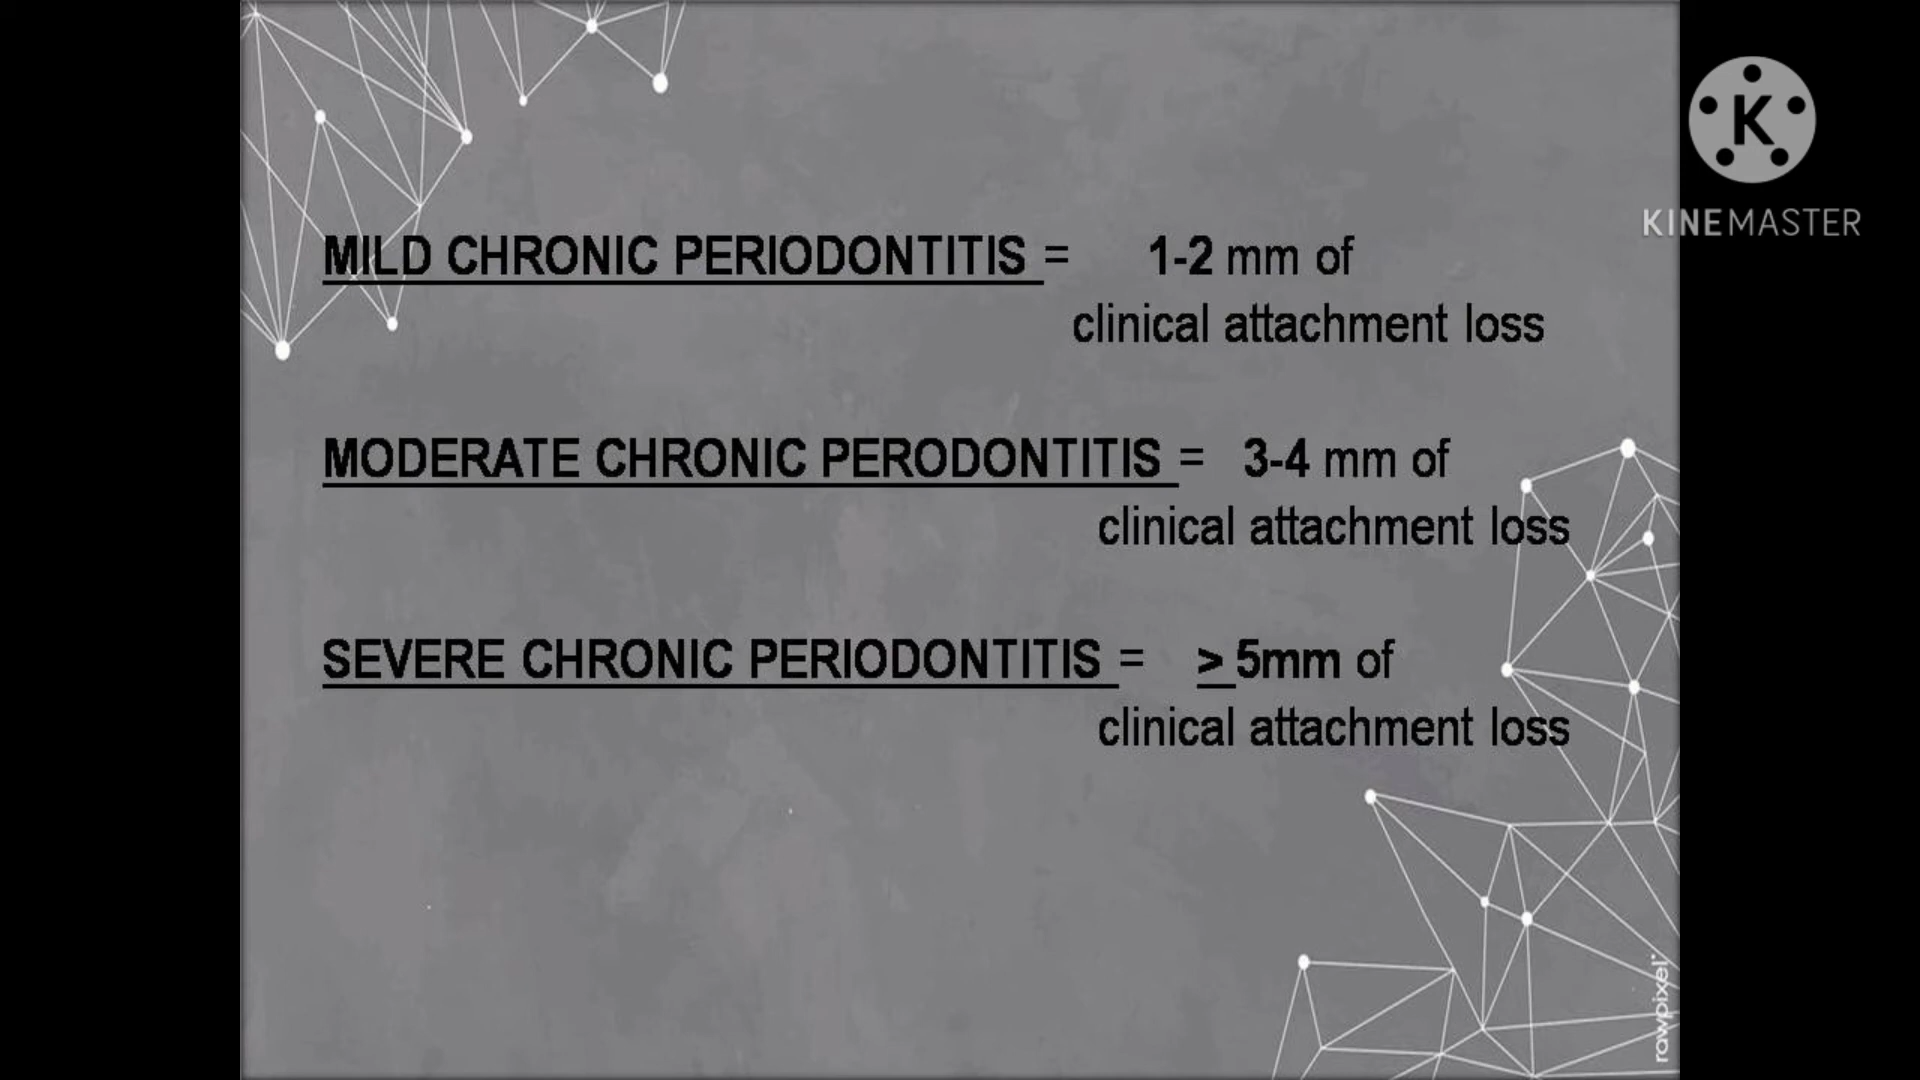 MILD CHRONIC PERIODONTITIS = 1-2 mm of
clinical attachment loss
MODERATE CHRONIC PERODONTITIS = 3-4 mm of
clinical attachment loss
SEVERE CHRONIC PERIODONTITIS = > 5mm of
clinical attachment loss
K
KINEMASTER
rawpixel